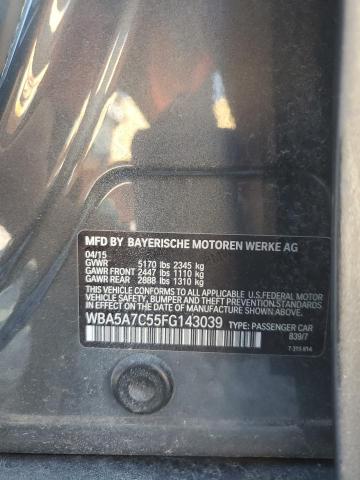 MFD BY BAYERISCHE MOTOREN WERKE AG
04/15
GVWR 5170 lbs 2345 kg
GAWR FRONT 2447 lbs 1110 kg
GAWR REAR 2888 lbs 1310 kg
THIS VEHICLE CONFORMS TO ALL APPLICABLE U.S.FEDERAL MOTOR
VEHICLE SAFETY, BUMPER, AND THEFT PREVENTION STANDARDS
IN EFFECT ON THE DATE OF MANUFACTURE SHOWN ABOVE.
WBA5A7C55FG143039 TYPE: PASSENGER CAR
839/7